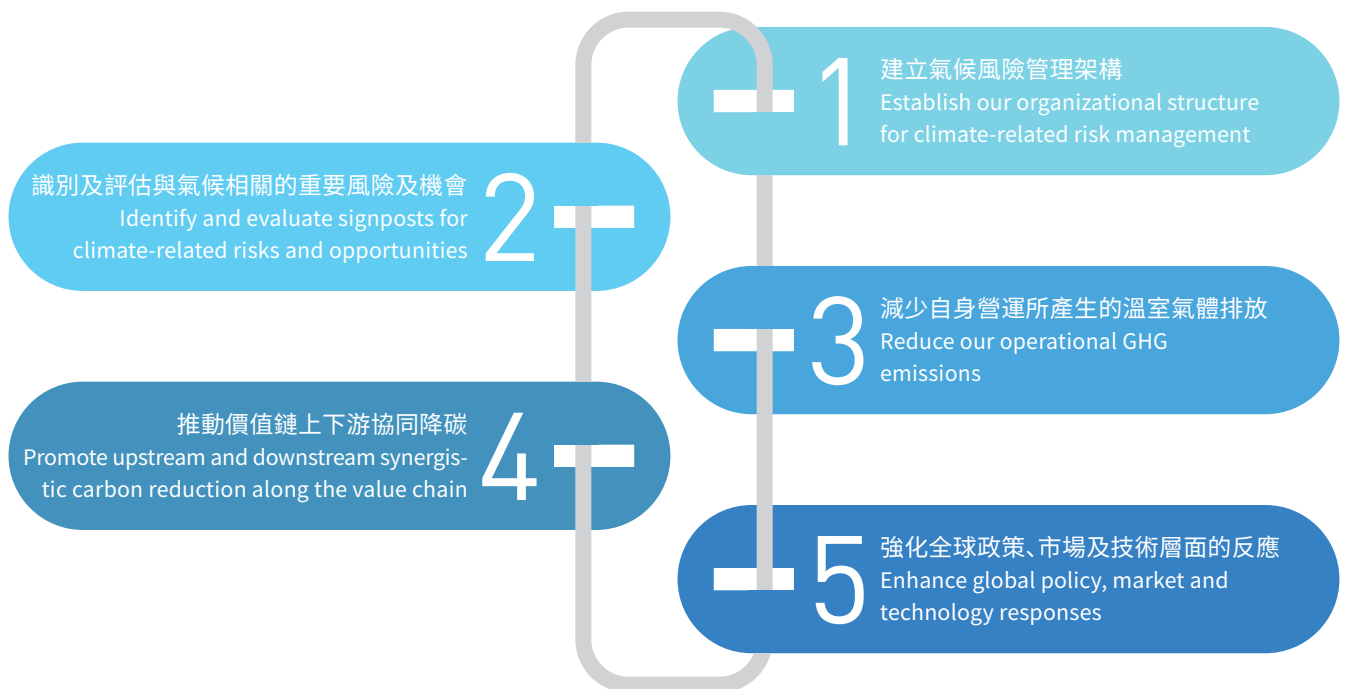 1
建立氣候風險管理架構
Establish our organizational structure
for climate-related risk management
2
識別及評估與氣候相關的重要風險及機會
Identify and evaluate signposts for
climate-related risks and opportunities
3
減少自身營運所產生的溫室氣體排放
Reduce our operational GHG
emissions
4
推動價值鏈上下游協同降碳
Promote upstream and downstream synergis-
tic carbon reduction along the value chain
5
強化全球政策、市場及技術層面的反應
Enhance global policy, market and
technology responses